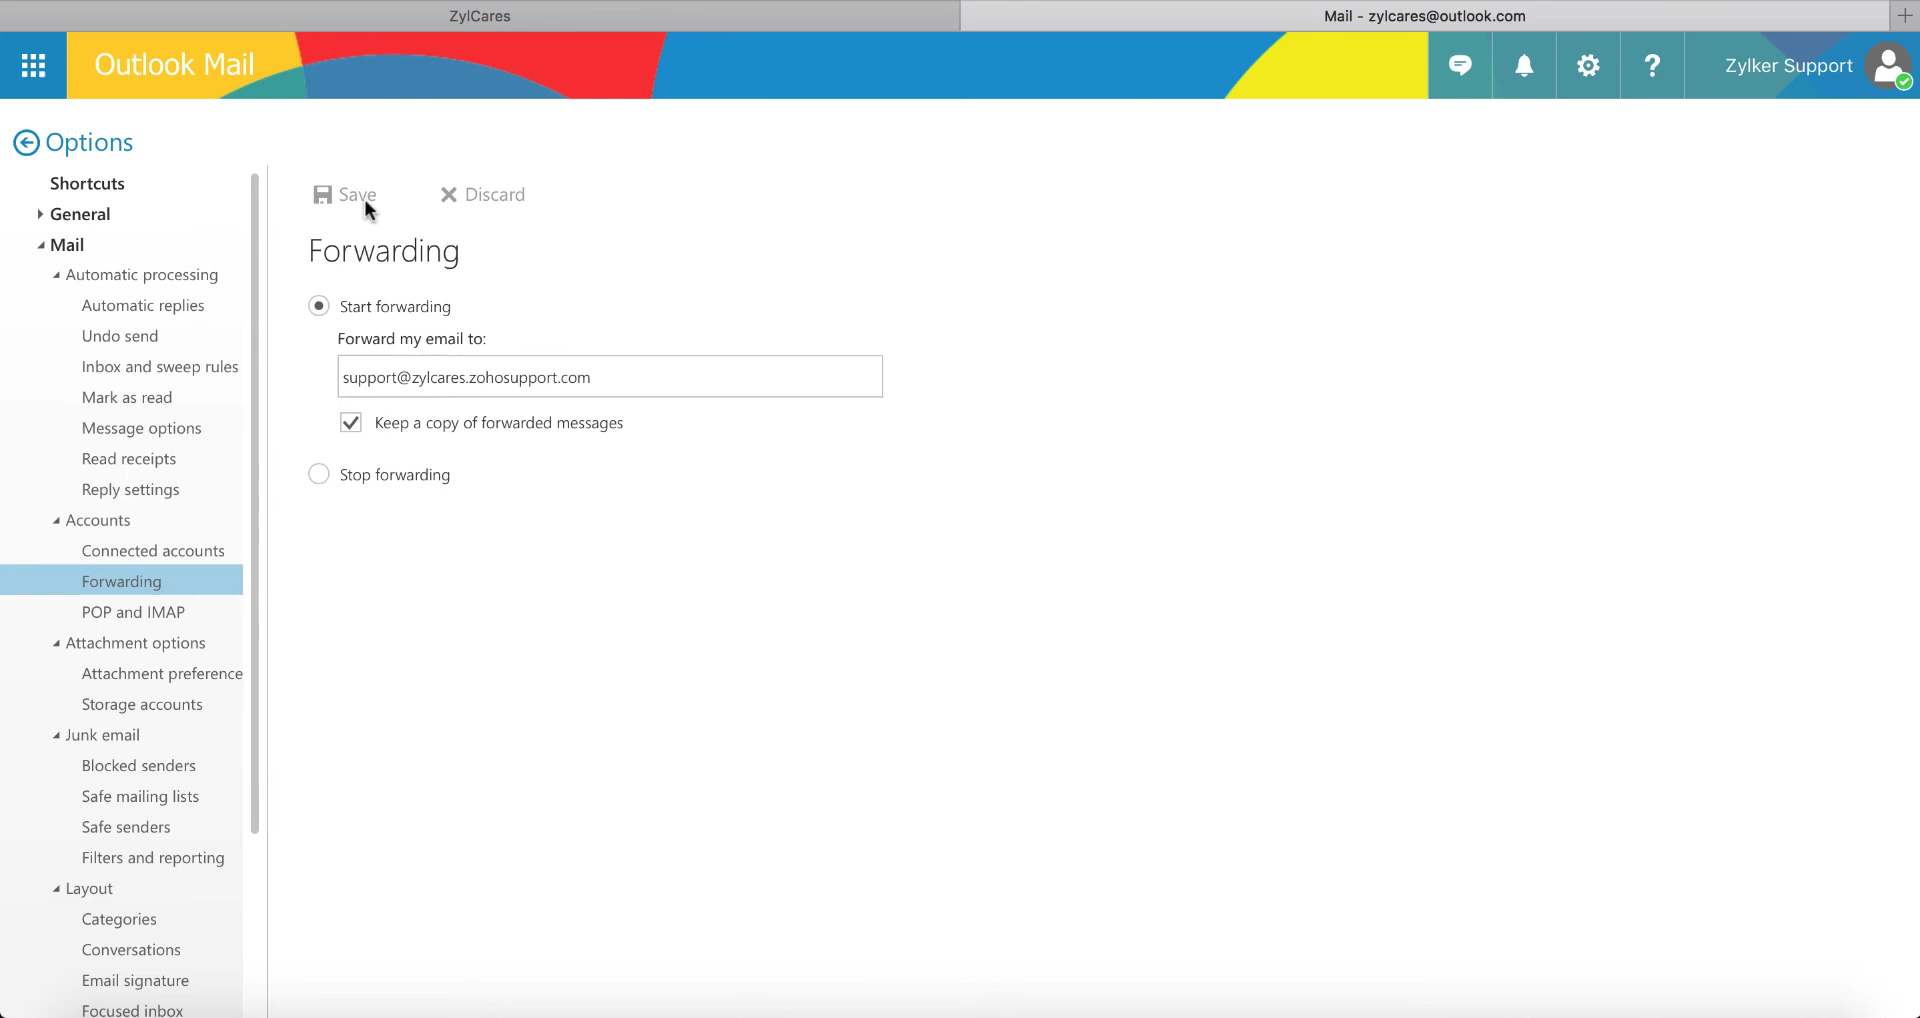 ZylCares
Mail - zylcares@outlook.com
Outlook Mail
Zylker Support
Options
Shortcuts
General
Mail
Automatic processing
Automatic replies
Undo send
Inbox and sweep rules
Mark as read
Message options
Read receipts
Reply settings
Accounts
Connected accounts
Forwarding
POP and IMAP
Attachment options
Attachment preference
Storage accounts
Junk email
Blocked senders
Safe mailing lists
Safe senders
Filters and reporting
Layout
Categories
Conversations
Email signature
Focused inbox
Save Discard
Forwarding
Start forwarding
Forward my email to:
support@zylcares.zohosupport.com
Keep a copy of forwarded messages
Stop forwarding